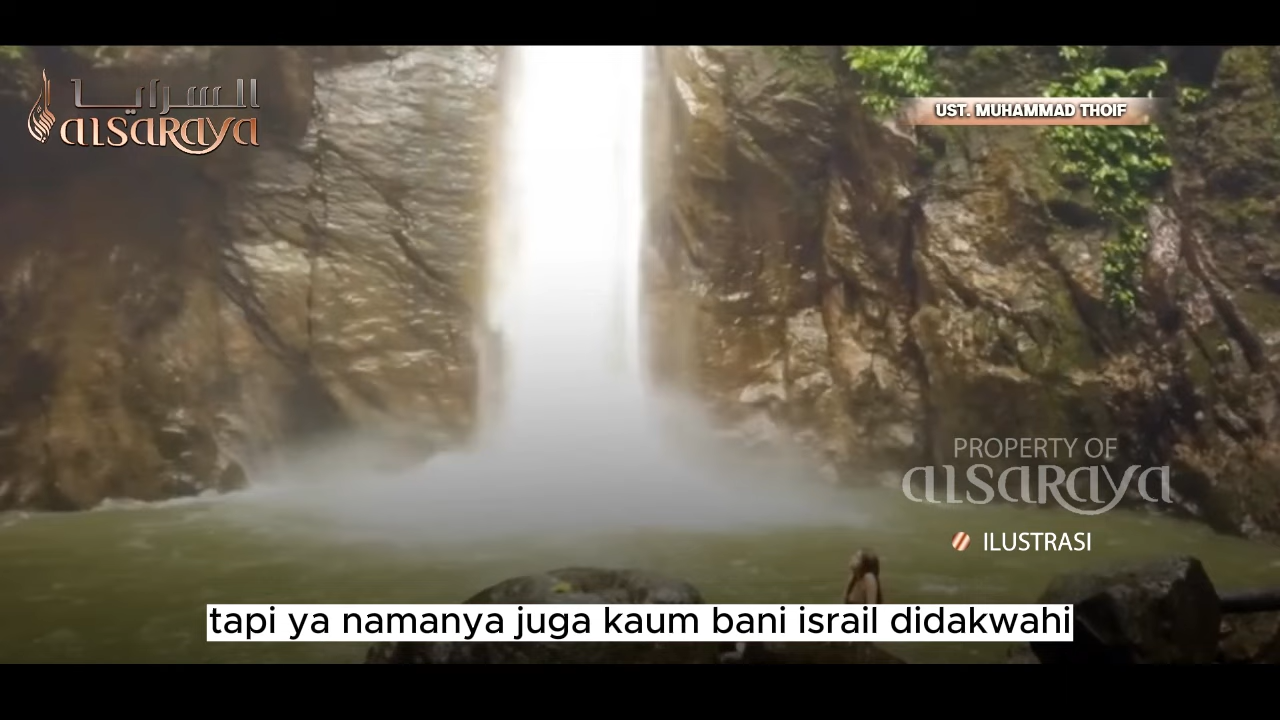 السرايا
alsaraya
UST. MUHAMMAD THOIF
PROPERTY OF
alsaraya
ILUSTRASI
tapi ya namanya juga kaum bani israil didakwahi